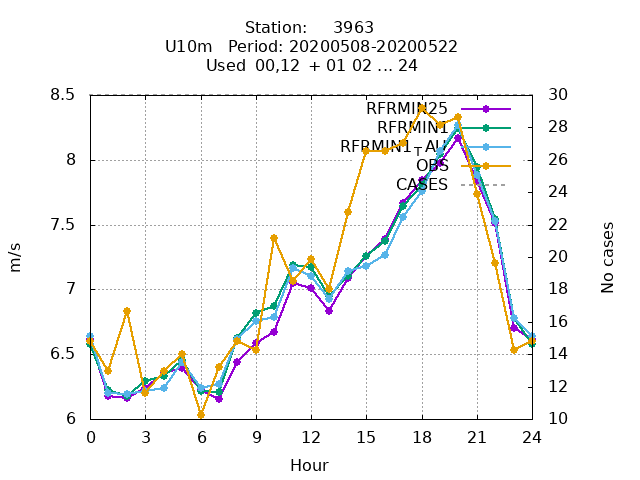 Station: 3963
U10m Period: 20200508-20200522
Used 00,12 + 01 02 ... 24
8.5
8
7.5
7
6.5
6
m/s
30
28
26
24
22
20
18
16
14
12
10
No cases
RFRMIN25
RFRMIN1
RFRMIN1_AU
OBS
CASES
0 3 6 9 12 15 18 21 24
Hour